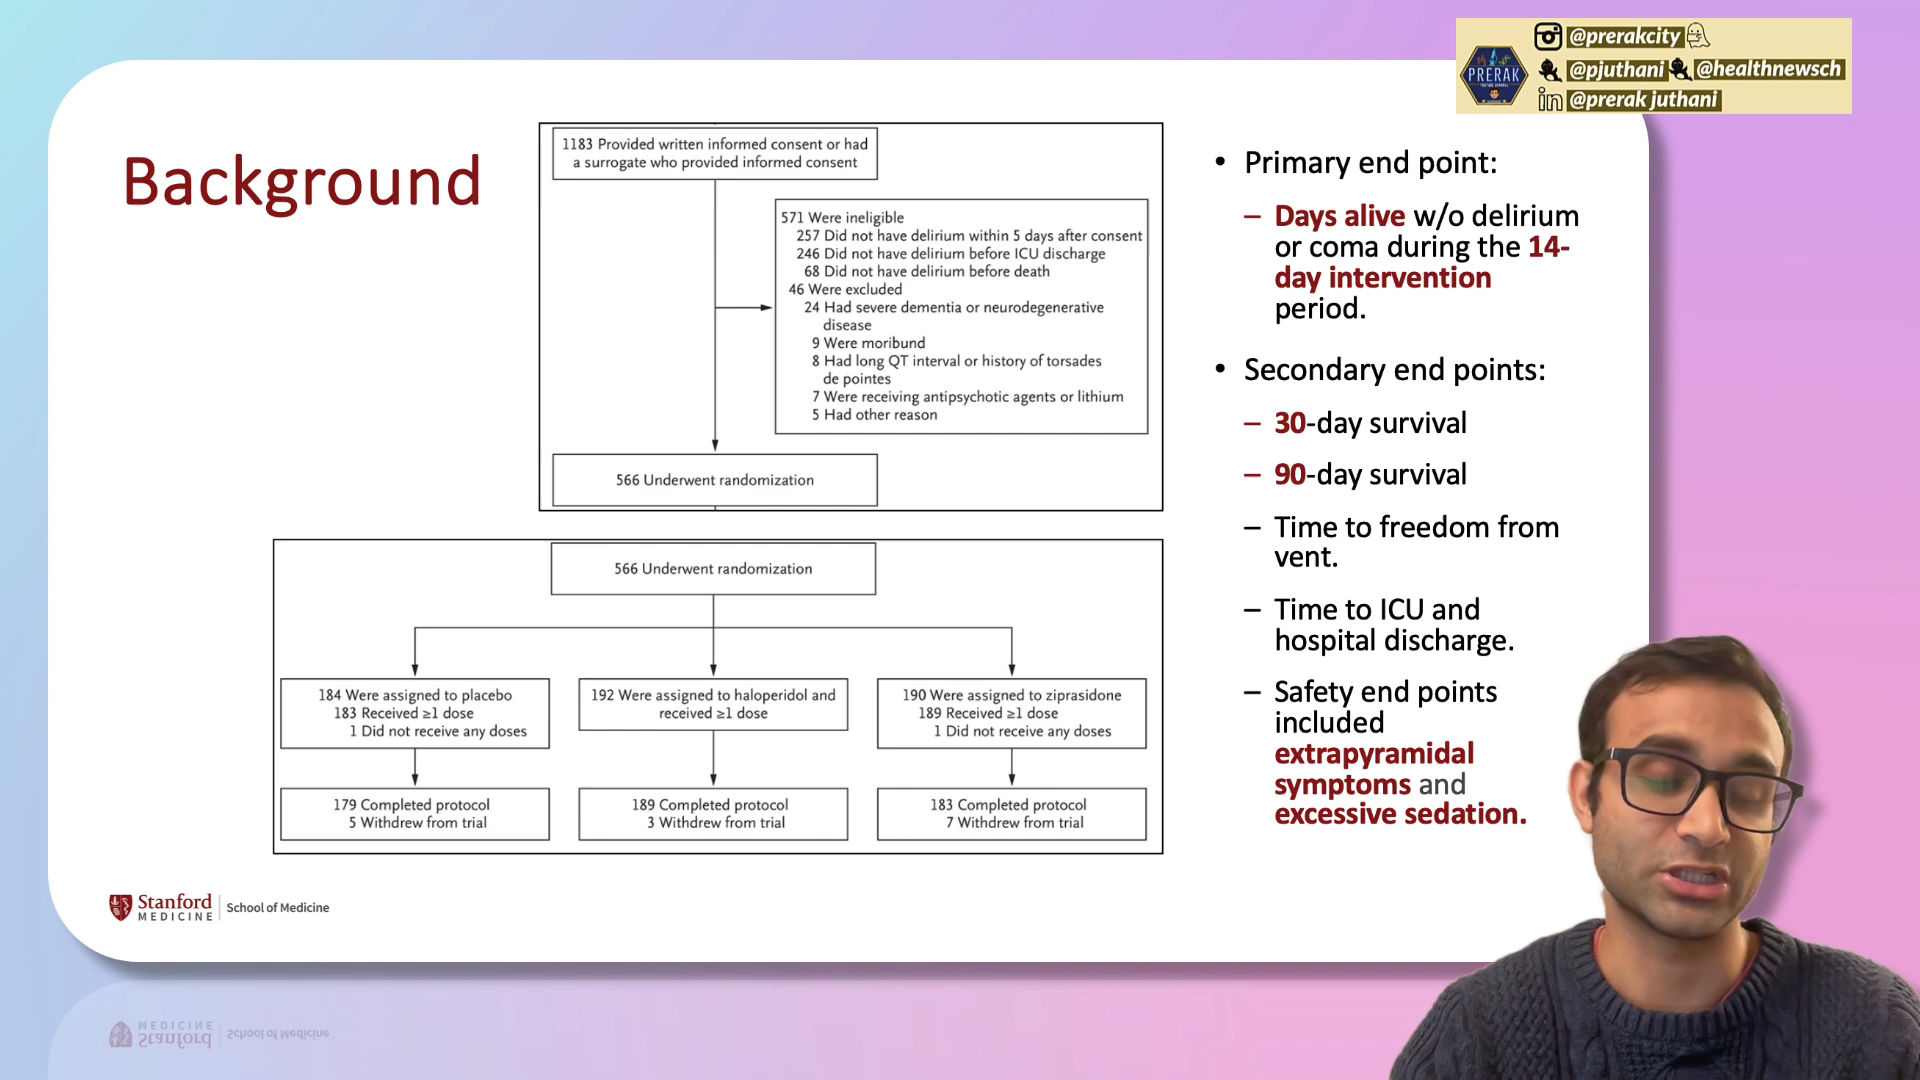 @prerakcity
@pjuthani @healthnewsch
@prerak juthani
PRERAK
Background
1183 Provided written informed consent or had
a surrogate who provided informed consent
571 Were ineligible
257 Did not have delirium within 5 days after consent
246 Did not have delirium before ICU discharge
68 Did not have delirium before death
46 Were excluded
24 Had severe dementia or neurodegenerative
disease
9 Were moribund
8 Had long QT interval or history of torsades
de pointes
7 Were receiving antipsychotic agents or lithium
5 Had other reason
566 Underwent randomization
566 Underwent randomization
184 Were assigned to placebo
183 Received ≥1 dose
1 Did not receive any doses
192 Were assigned to haloperidol and
received ≥1 dose
190 Were assigned to ziprasidone
189 Received ≥1 dose
1 Did not receive any doses
179 Completed protocol
5 Withdrew from trial
189 Completed protocol
3 Withdrew from trial
183 Completed protocol
7 Withdrew from trial
• Primary end point:
– Days alive w/o delirium
or coma during the 14-
day intervention
period.
• Secondary end points:
– 30-day survival
– 90-day survival
– Time to freedom from
vent.
– Time to ICU and
hospital discharge.
– Safety end points
included
extrapyramidal
symptoms and
excessive sedation.
Stanford
MEDICINE
School of Medicine